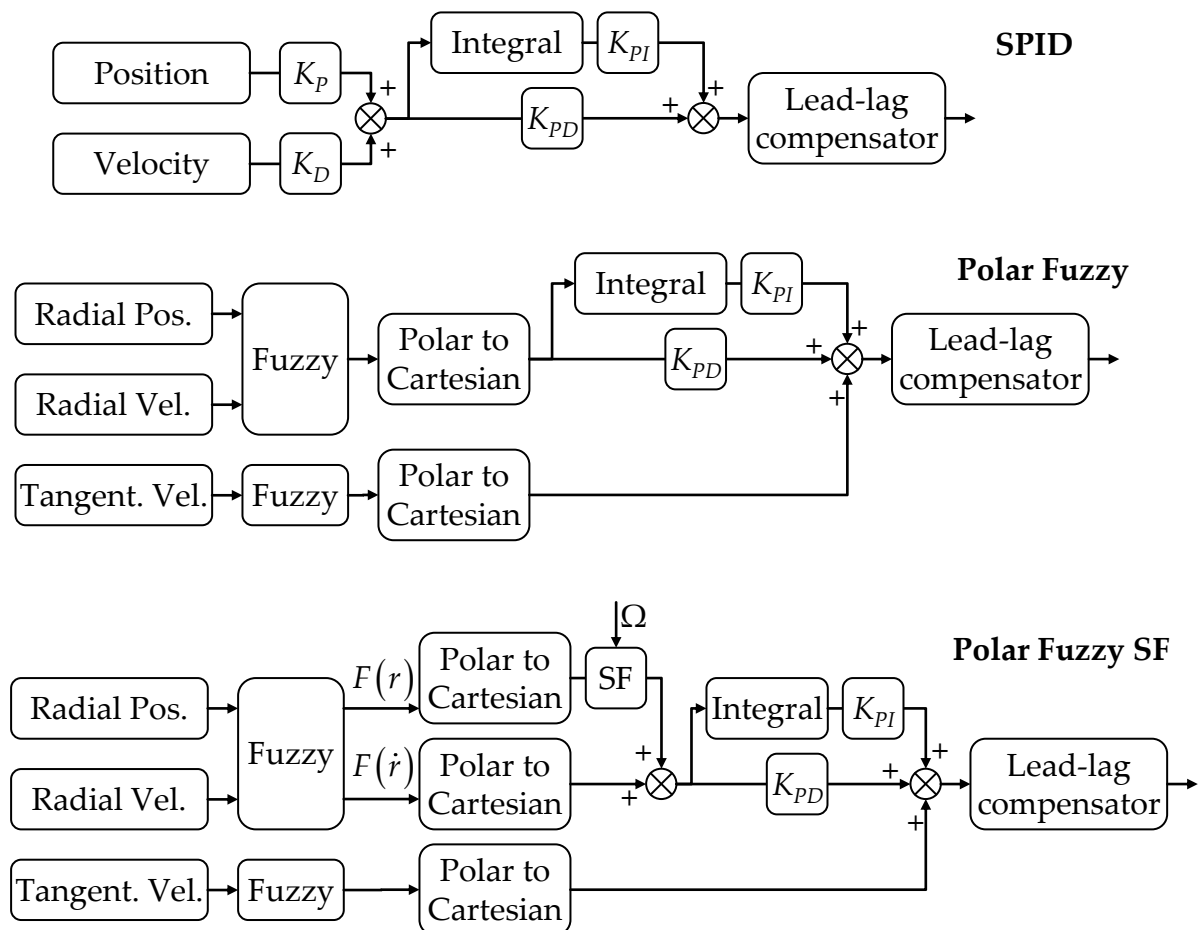 SPID
Position
K_P
+
Integral
K_PI
+
Velocity
K_D
+
K_PD
+
Lead-lag
compensator
Polar Fuzzy
Radial Pos.
Radial Vel.
Fuzzy
Polar to
Cartesian
Integral
K_PI
+
K_PD
+
+
Lead-lag
compensator
Tangent. Vel.
Fuzzy
Polar to
Cartesian
Polar Fuzzy SF
Radial Pos.
Radial Vel.
Fuzzy
F(r)
Polar to
Cartesian
Ω
SF
+
F(ṙ)
Polar to
Cartesian
+
Integral
K_PI
+
K_PD
+
+
Lead-lag
compensator
Tangent. Vel.
Fuzzy
Polar to
Cartesian